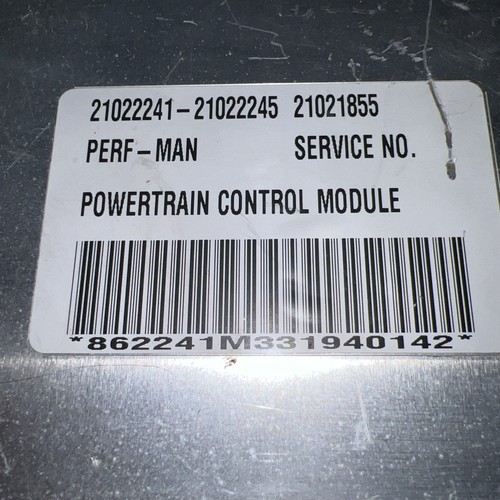 21022241-21022245 21021855
PERF-MAN SERVICE NO.
POWERTRAIN CONTROL MODULE
*862241M331940142*